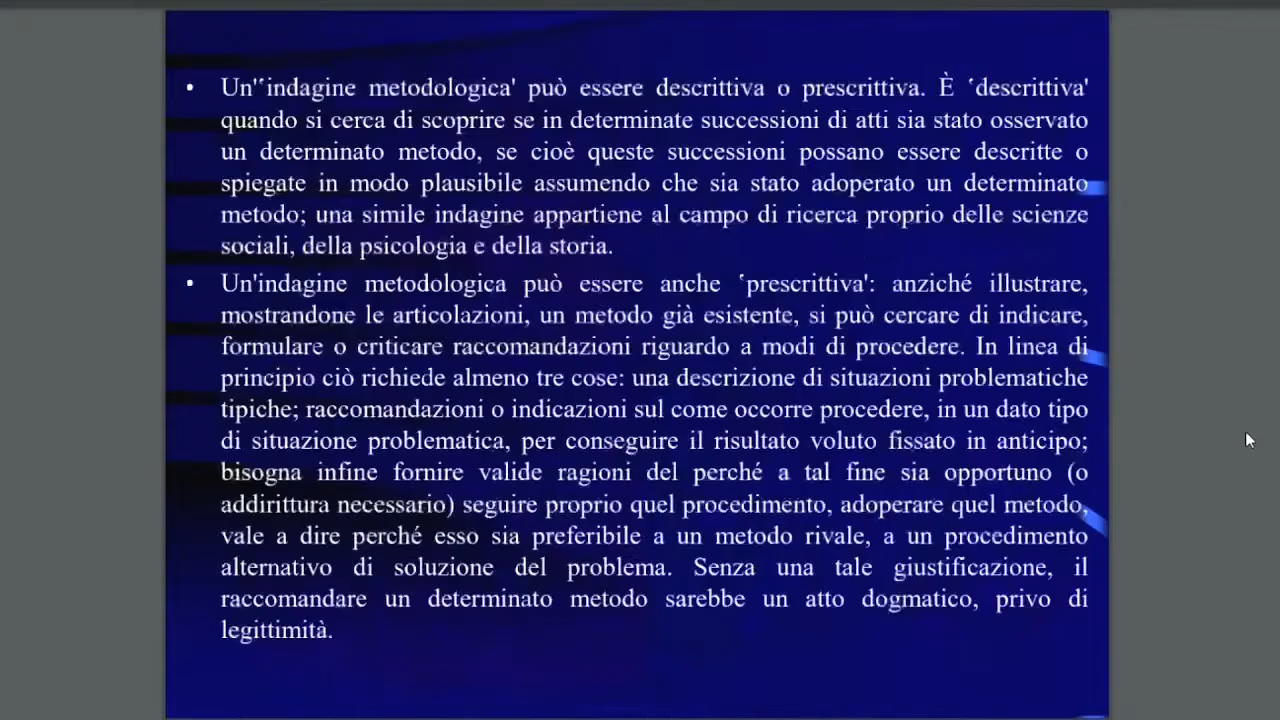 • Un'‛indagine metodologica' può essere descrittiva o prescrittiva. È ‛descrittiva'
quando si cerca di scoprire se in determinate successioni di atti sia stato osservato
un determinato metodo, se cioè queste successioni possano essere descritte o
spiegate in modo plausibile assumendo che sia stato adoperato un determinato
metodo; una simile indagine appartiene al campo di ricerca proprio delle scienze
sociali, della psicologia e della storia.
• Un'indagine metodologica può essere anche ‛prescrittiva': anziché illustrare,
mostrandone le articolazioni, un metodo già esistente, si può cercare di indicare,
formulare o criticare raccomandazioni riguardo a modi di procedere. In linea di
principio ciò richiede almeno tre cose: una descrizione di situazioni problematiche
tipiche; raccomandazioni o indicazioni sul come occorre procedere, in un dato tipo
di situazione problematica, per conseguire il risultato voluto fissato in anticipo;
bisogna infine fornire valide ragioni del perché a tal fine sia opportuno (o
addirittura necessario) seguire proprio quel procedimento, adoperare quel metodo,
vale a dire perché esso sia preferibile a un metodo rivale, a un procedimento
alternativo di soluzione del problema. Senza una tale giustificazione, il
raccomandare un determinato metodo sarebbe un atto dogmatico, privo di
legittimità.